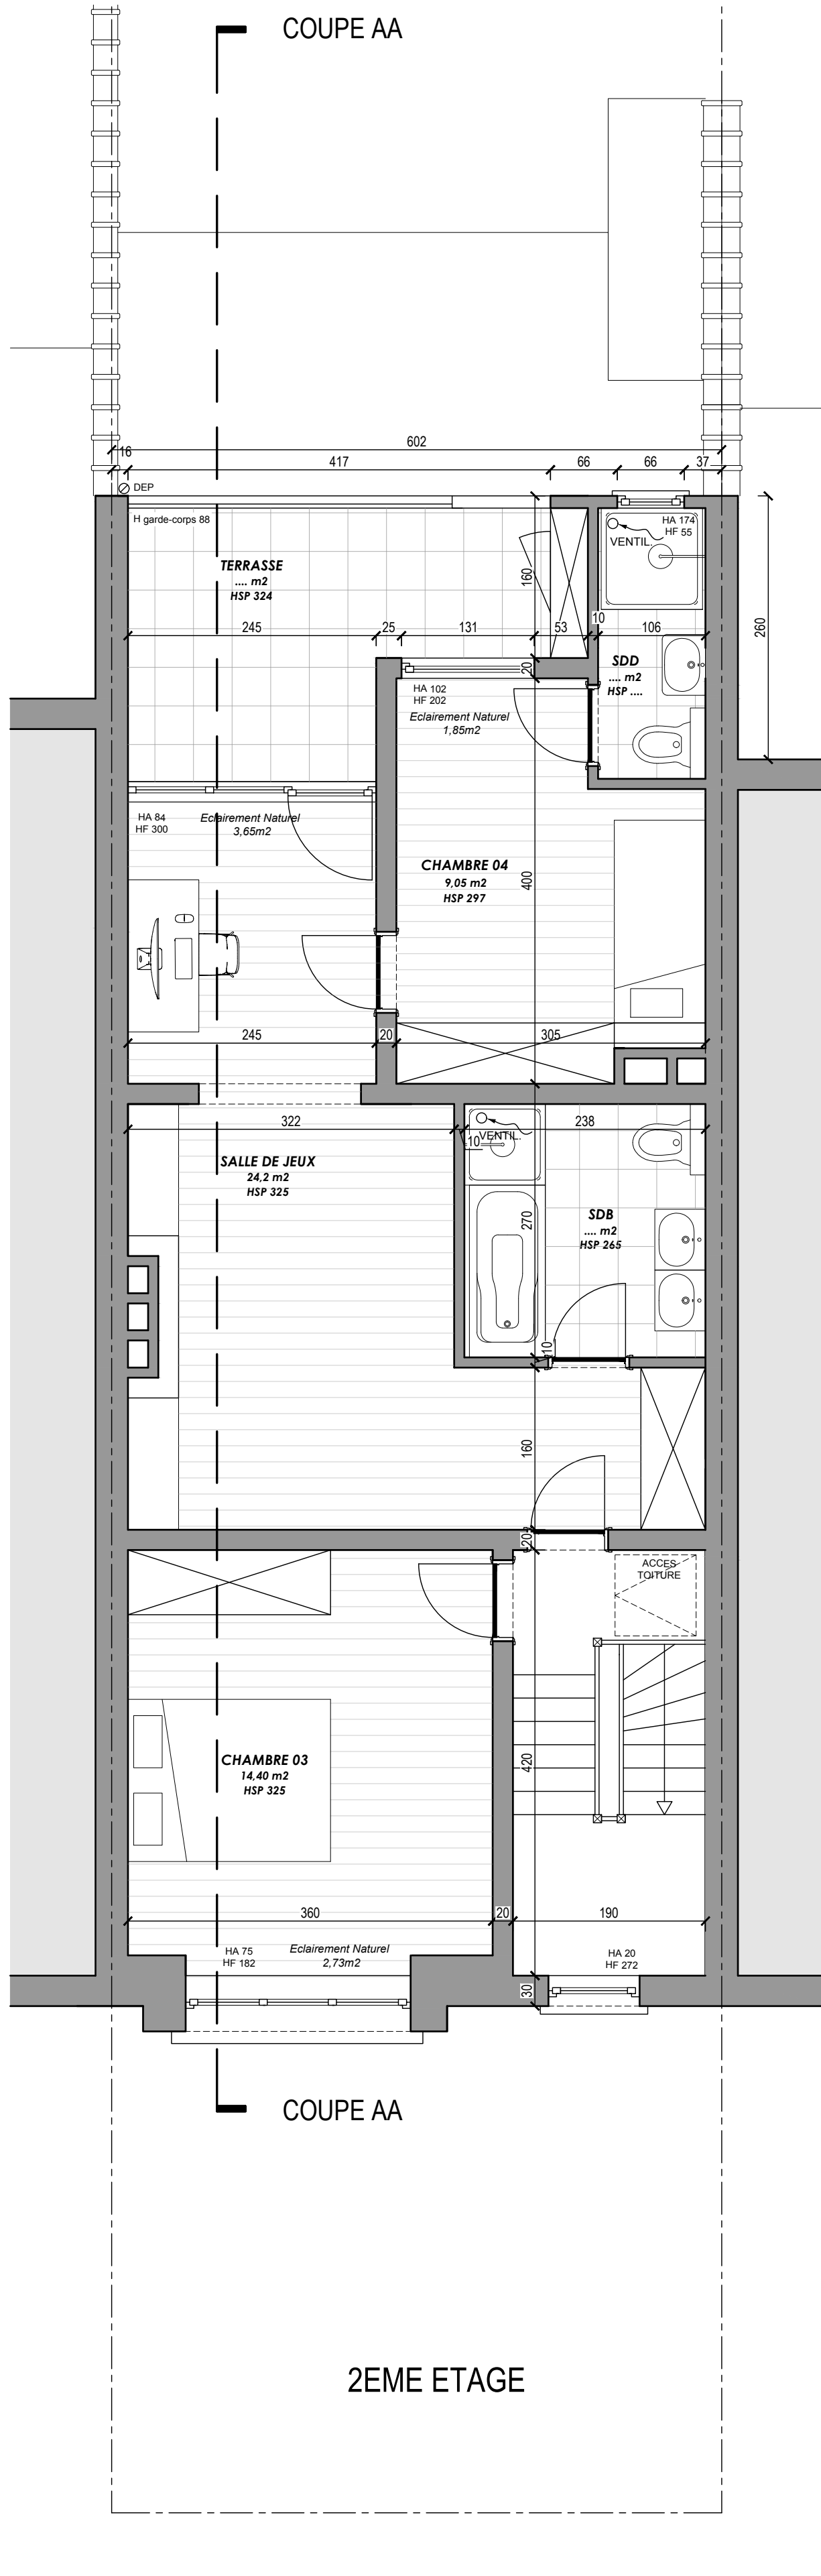 COUPE AA
602
16
417
66
66
37
DEP
H garde-corps 88
HA 174
HF 55
VENTIL.
TERRASSE
.... m2
HSP 324
160
10
245
25
131
53
106
260
20
SDD
.... m2
HSP ....
HA 102
HF 202
Eclairement Naturel
1,85m2
HA 84
HF 300
Eclairement Naturel
3,65m2
CHAMBRE 04
9,05 m2
HSP 297
400
245
20
305
322
238
VENTIL.
10
SALLE DE JEUX
24,2 m2
HSP 325
270
SDB
.... m2
HSP 265
10
160
20
ACCES
TOITURE
CHAMBRE 03
14,40 m2
HSP 325
420
360
20
190
HA 75
HF 182
Eclairement Naturel
2,73m2
HA 20
HF 272
30
COUPE AA
2EME ETAGE